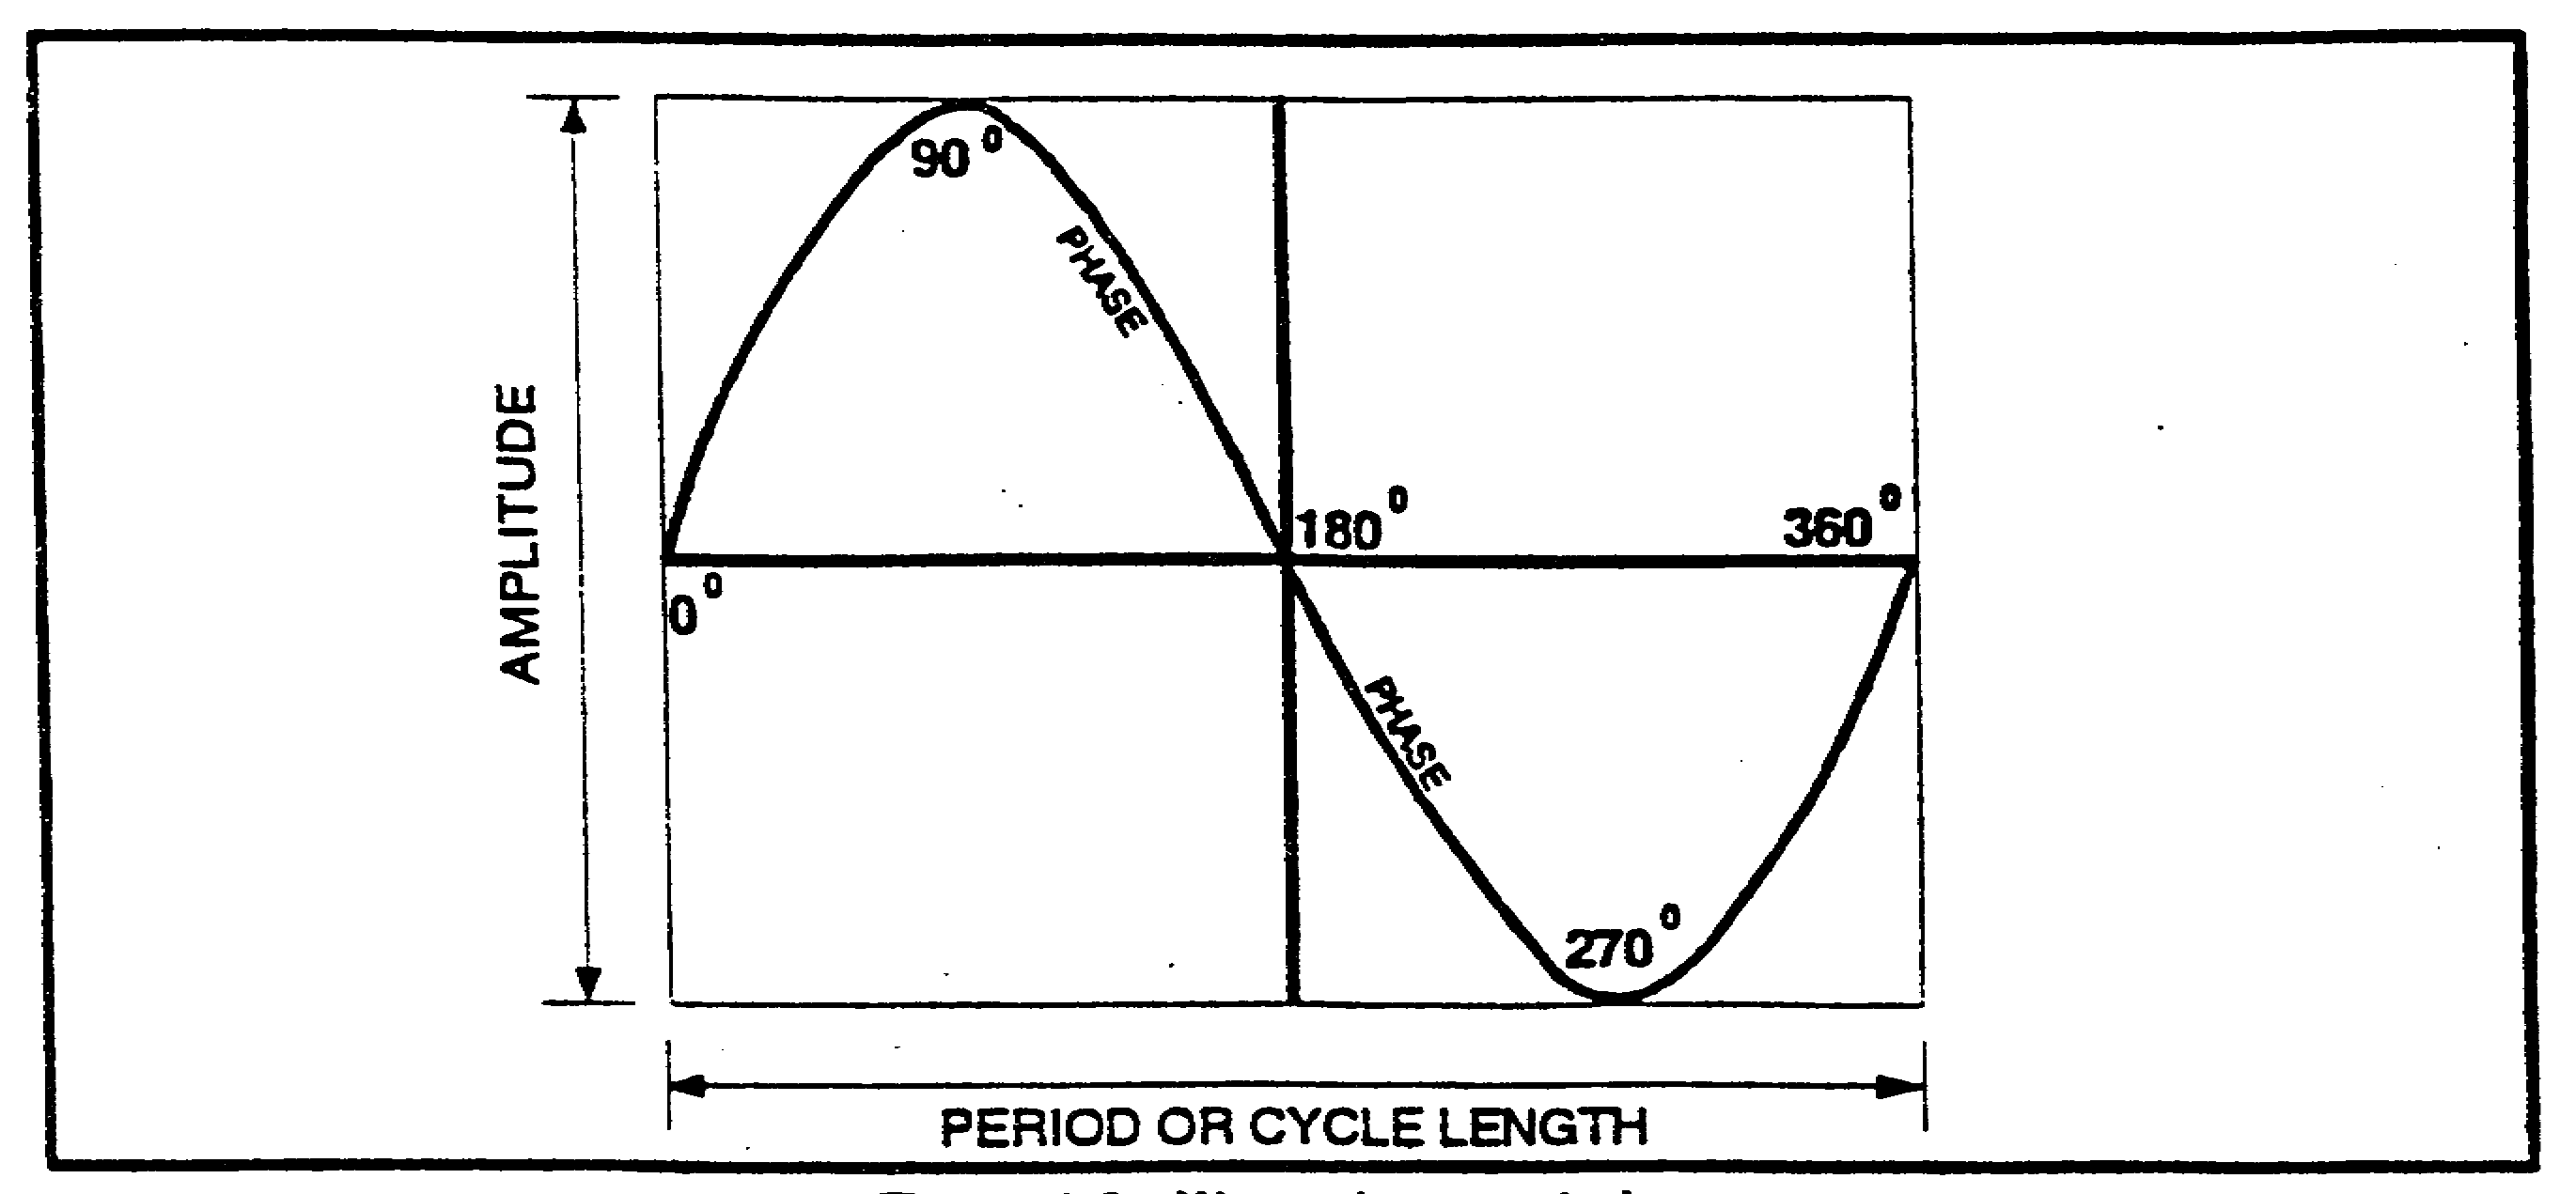 90°
PHASE
AMPLITUDE
180°
360°
0°
PHASE
270°
PERIOD OR CYCLE LENGTH